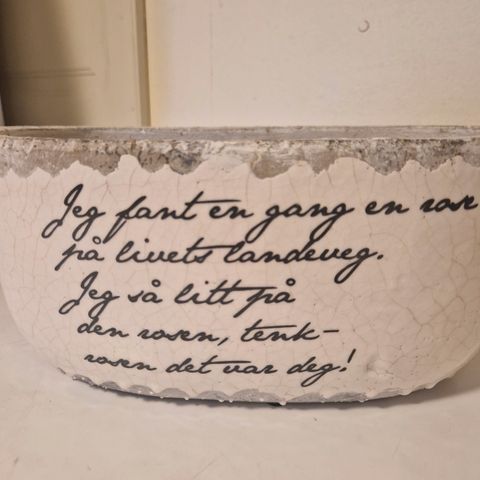 Jeg fant en gang en rose
på livets landeveg.
Jeg så litt på
den rosen, tenk-
rosen det var deg!